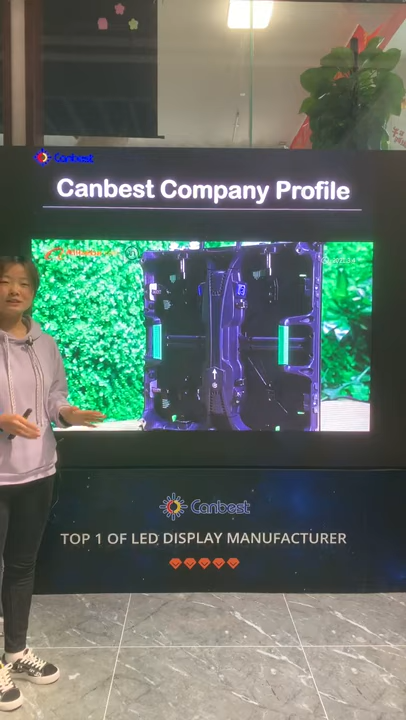 Canbest
Canbest Company Profile
Canbest
TOP 1 OF LED DISPLAY MANUFACTURER